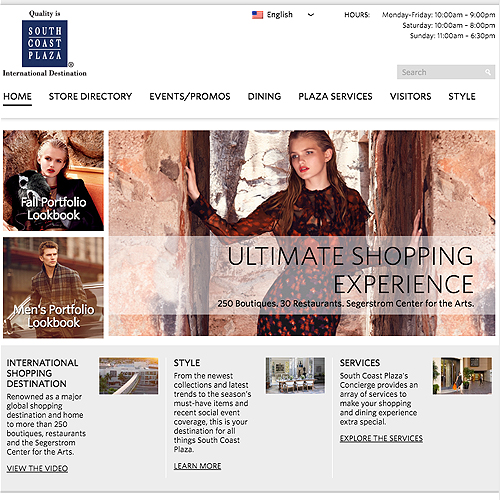 Quality is
SOUTH
COAST
PLAZA
®
International Destination
English
HOURS: Monday-Friday: 10:00am - 9:00pm
Saturday: 10:00am - 8:00pm
Sunday: 11:00am - 6:30pm
Search
HOME STORE DIRECTORY EVENTS/PROMOS DINING PLAZA SERVICES VISITORS STYLE
Fall Portfolio
Lookbook
Men's Portfolio
Lookbook
ULTIMATE SHOPPING
EXPERIENCE
250 Boutiques. 30 Restaurants. Segerstrom Center for the Arts.
INTERNATIONAL
SHOPPING
DESTINATION
Renowned as a major
global shopping
destination and home
to more than 250
boutiques, restaurants
and the Segerstrom
Center for the Arts.
VIEW THE VIDEO
STYLE
From the newest
collections and latest
trends to the season's
must-have items and
recent social event
coverage, this is your
destination for all
things South Coast
Plaza.
LEARN MORE
SERVICES
South Coast Plaza's
Concierge provides an
array of services to
make your shopping
and dining experience
extra special.
EXPLORE THE SERVICES